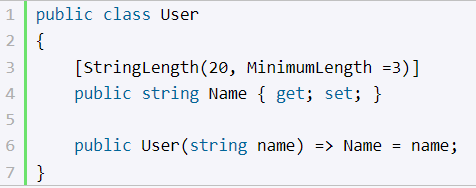 1 public class User
2 {
3     [StringLength(20, MinimumLength =3)]
4     public string Name { get; set; }
5
6     public User(string name) => Name = name;
7 }